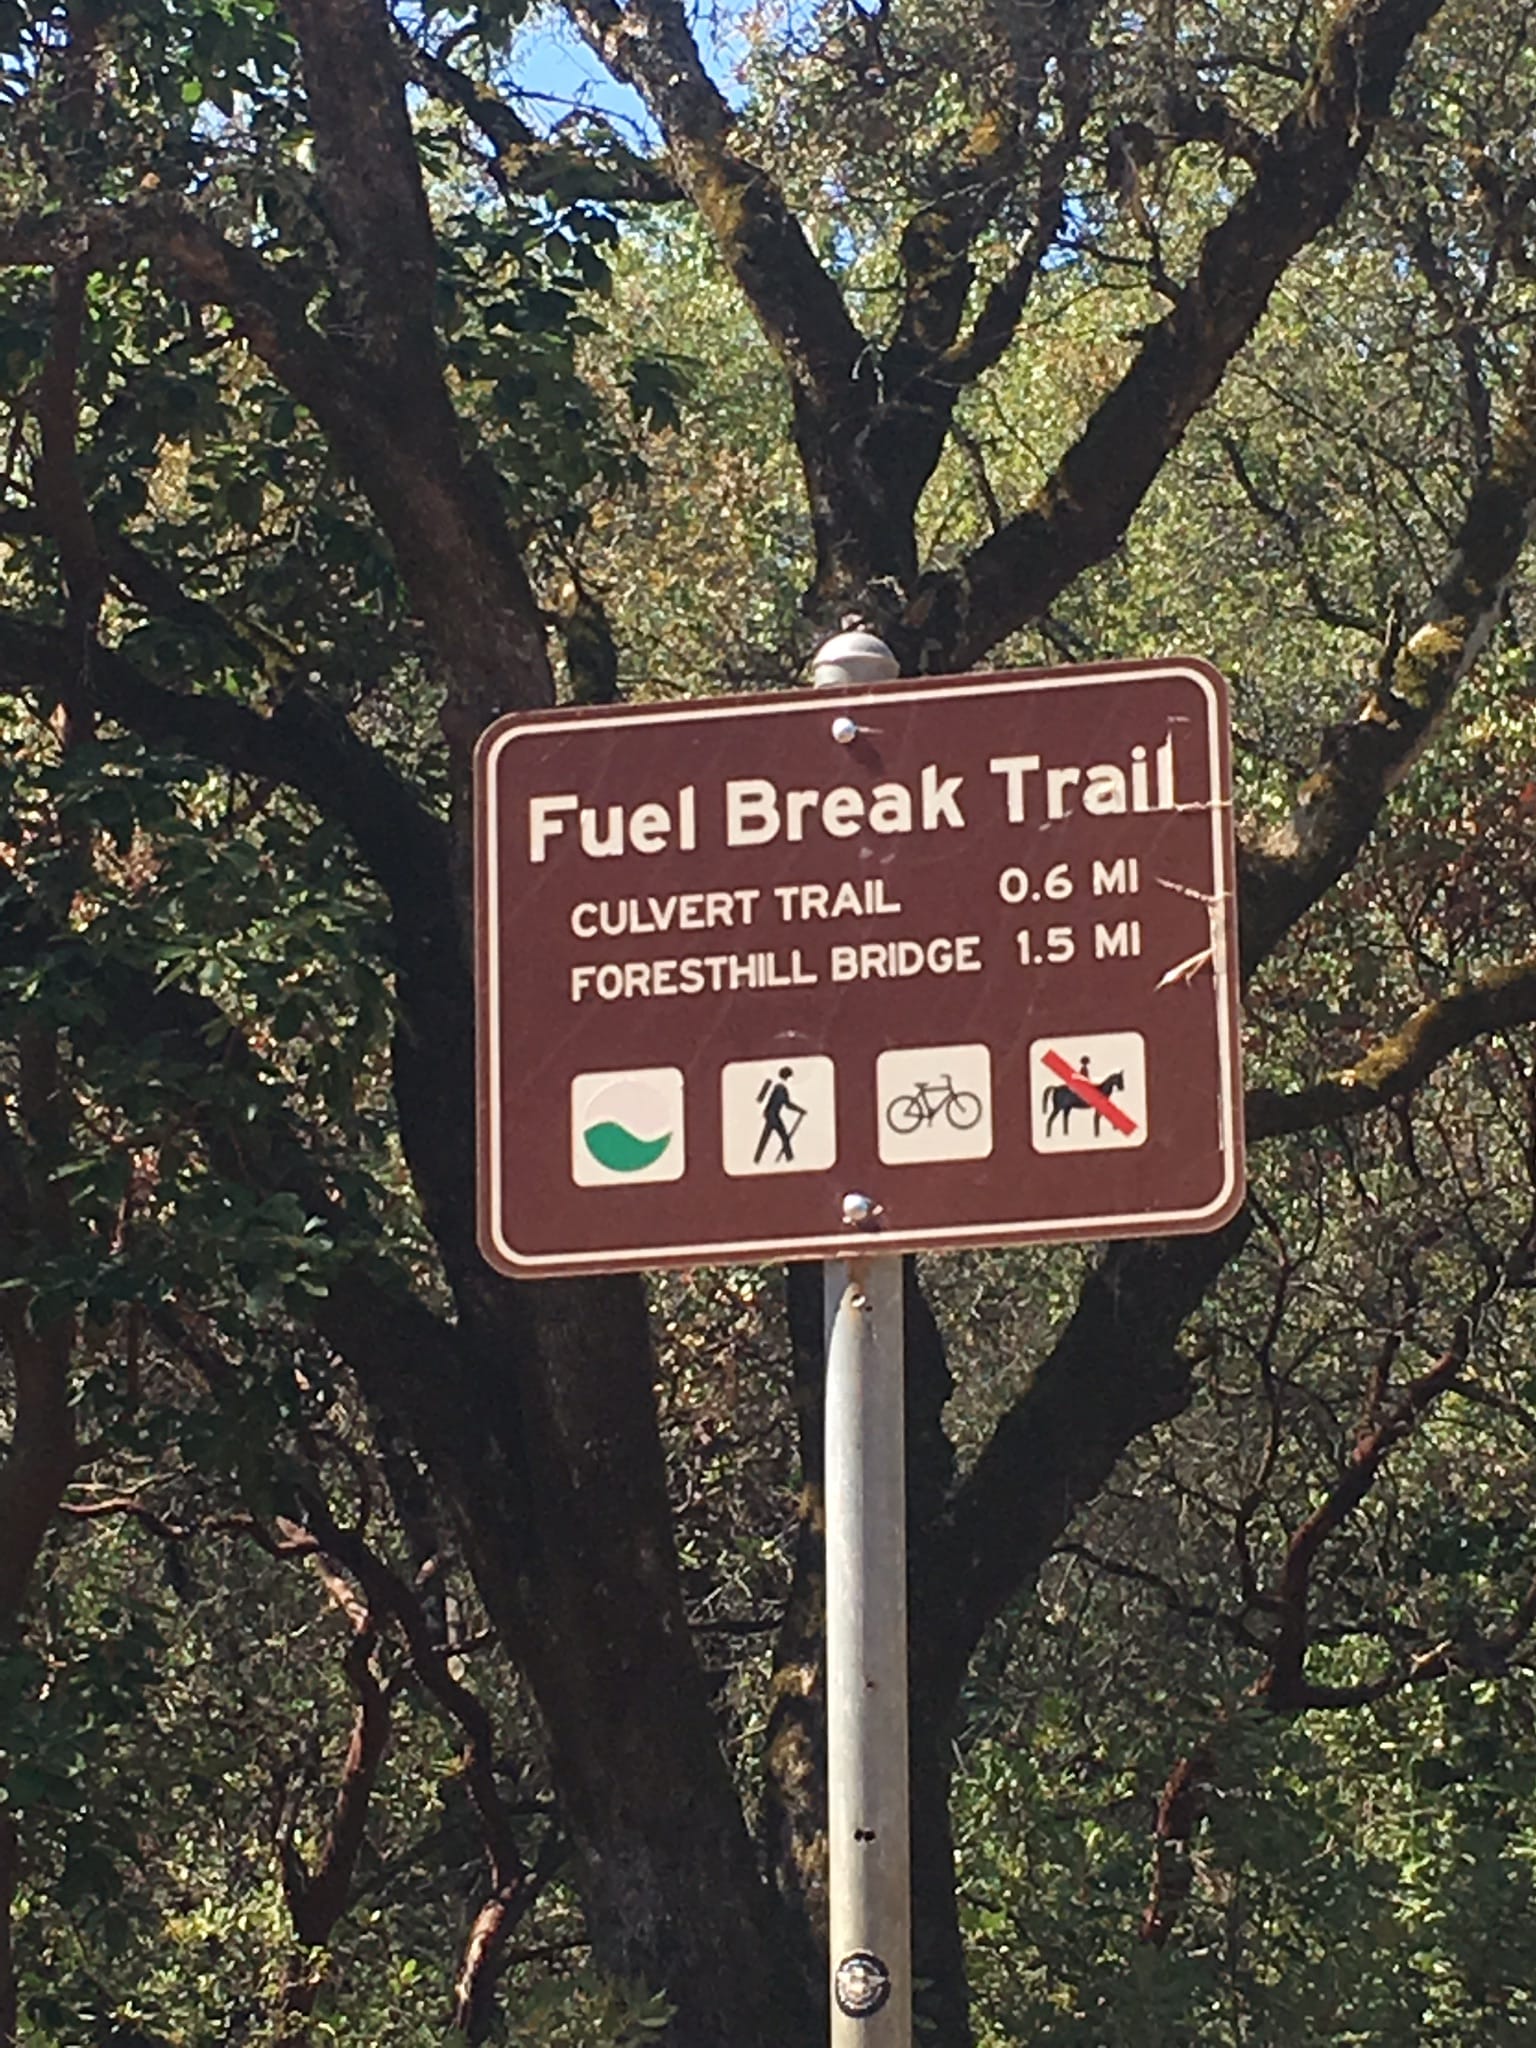 Fuel Break Trail
CULVERT TRAIL 0.6 MI
FORESTHILL BRIDGE 1.5 MI